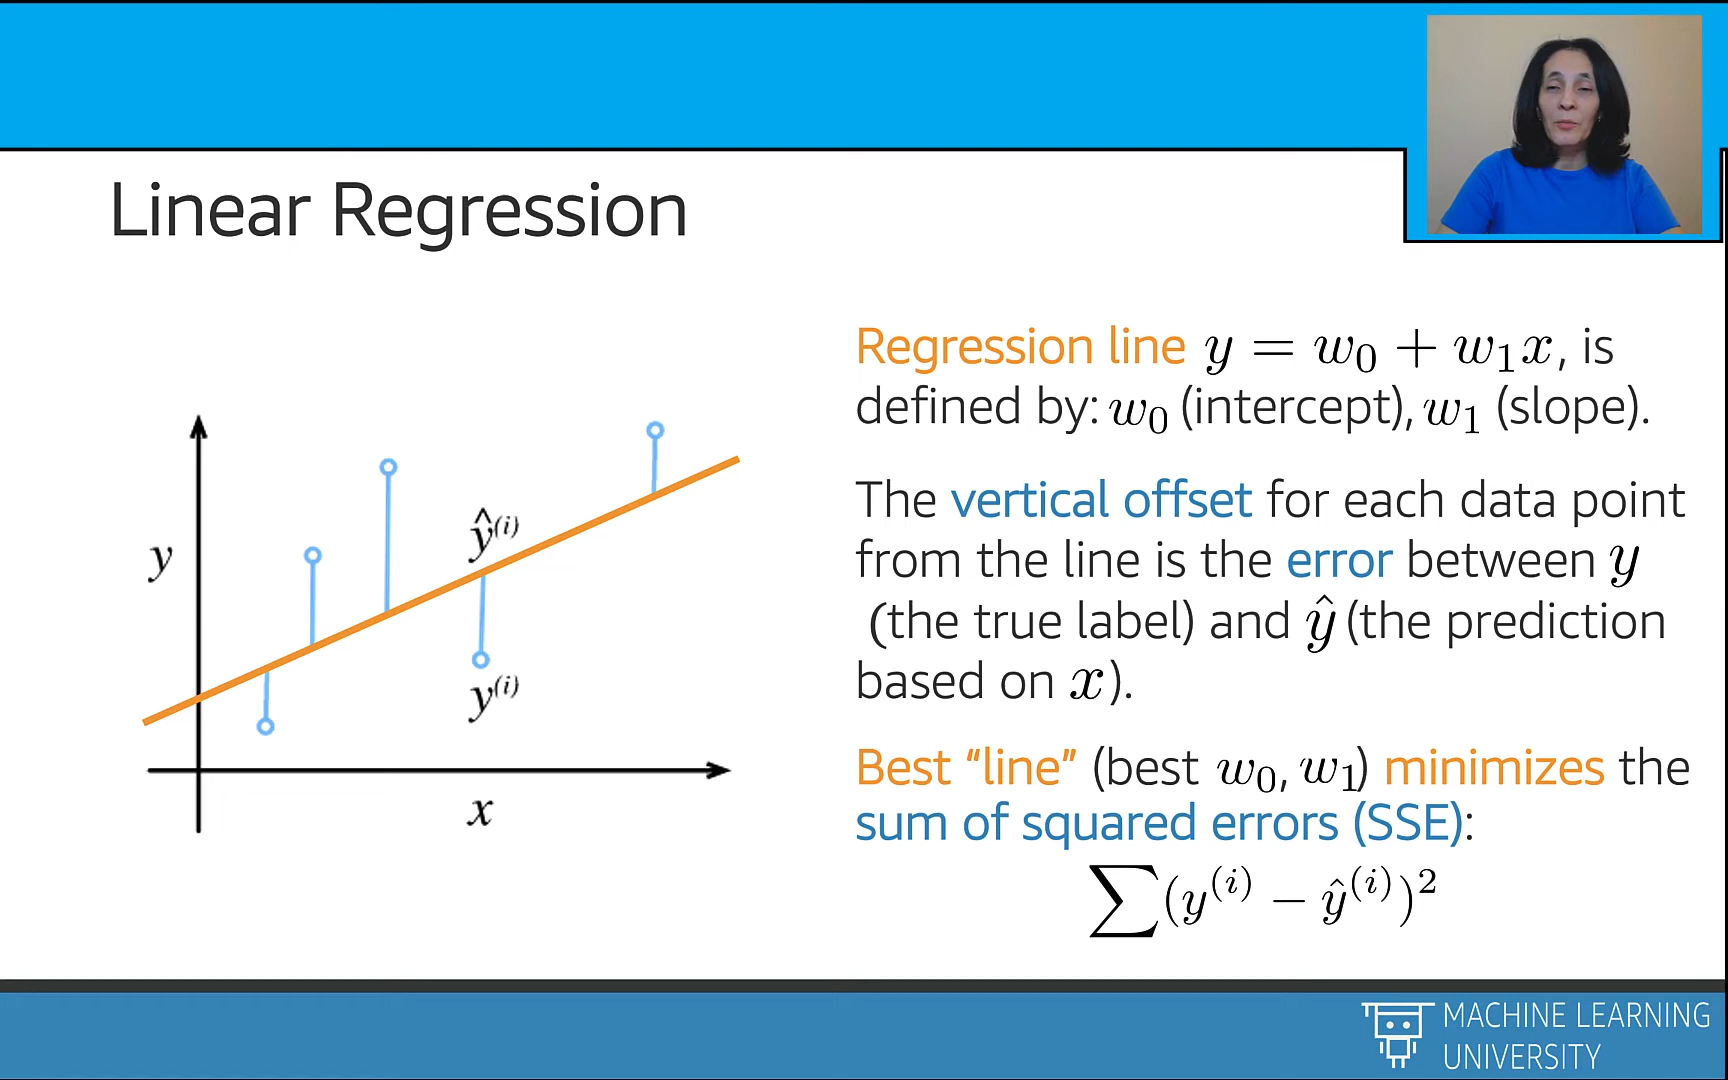 Linear Regression
y
ŷ⁽ⁱ⁾
y⁽ⁱ⁾
x
Regression line y = w₀ + w₁x, is
defined by: w₀ (intercept), w₁ (slope).
The vertical offset for each data point
from the line is the error between y
(the true label) and ŷ (the prediction
based on x).
Best “line” (best w₀, w₁) minimizes the
sum of squared errors (SSE):
∑(y⁽ⁱ⁾ − ŷ⁽ⁱ⁾)²
MACHINE LEARNING
UNIVERSITY